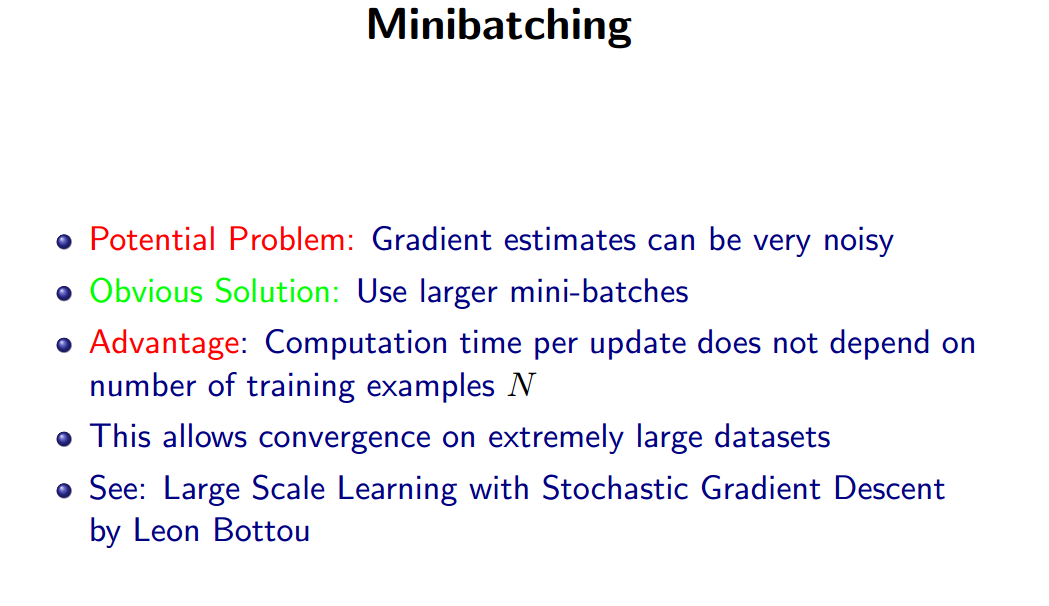 Minibatching
Potential Problem: Gradient estimates can be very noisy
Obvious Solution: Use larger mini-batches
Advantage: Computation time per update does not depend on
number of training examples N
This allows convergence on extremely large datasets
See: Large Scale Learning with Stochastic Gradient Descent
by Leon Bottou